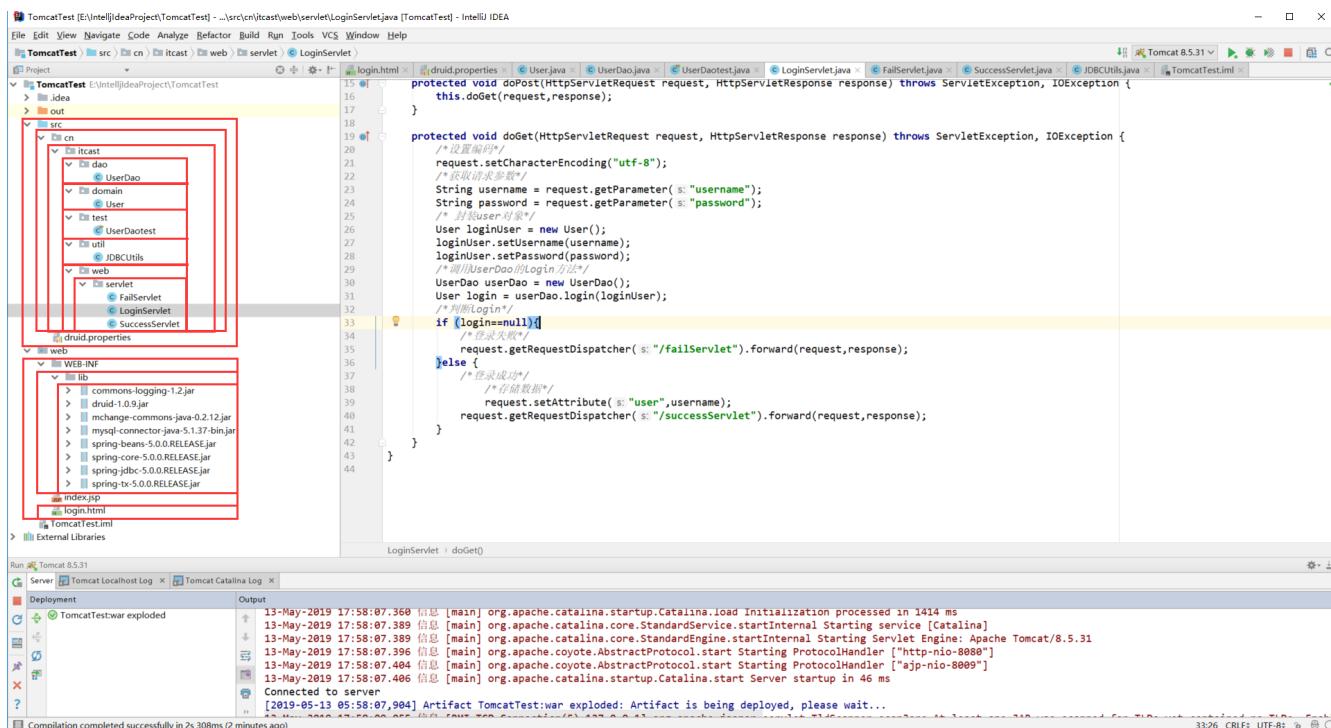 TomcatTest [E:\IntelljIdeaProject\TomcatTest] - ...\src\cn\itcast\web\servlet\LoginServlet.java [TomcatTest] - IntelliJ IDEA
File Edit View Navigate Code Analyze Refactor Build Run Tools VCS Window Help
TomcatTest src cn itcast web servlet LoginServlet
Tomcat 8.5.31
Project
login.html druid.properties User.java UserDao.java UserDaotest.java LoginServlet.java FailServlet.java SuccessServlet.java JDBCUtils.java TomcatTest.iml
TomcatTest E:\IntelljIdeaProject\TomcatTest
.idea
out
src
cn
itcast
dao
UserDao
domain
User
test
UserDaotest
util
JDBCUtils
web
servlet
FailServlet
LoginServlet
SuccessServlet
druid.properties
web
WEB-INF
lib
commons-logging-1.2.jar
druid-1.0.9.jar
mchange-commons-java-0.2.12.jar
mysql-connector-java-5.1.37-bin.jar
spring-beans-5.0.0.RELEASE.jar
spring-core-5.0.0.RELEASE.jar
spring-jdbc-5.0.0.RELEASE.jar
spring-tx-5.0.0.RELEASE.jar
index.jsp
login.html
TomcatTest.iml
External Libraries
15 protected void doPost(HttpServletRequest request, HttpServletResponse response) throws ServletException, IOException {
16 this.doGet(request,response);
17 }
18
19 protected void doGet(HttpServletRequest request, HttpServletResponse response) throws ServletException, IOException {
20 /*设置编码*/
21 request.setCharacterEncoding("utf-8");
22 /*获取请求参数*/
23 String username = request.getParameter( s: "username");
24 String password = request.getParameter( s: "password");
25 /* 封装user对象*/
26 User loginUser = new User();
27 loginUser.setUsername(username);
28 loginUser.setPassword(password);
29 /*调用UserDao的Login方法*/
30 UserDao userDao = new UserDao();
31 User login = userDao.login(loginUser);
32 /*判断Login*/
33 if (login==null){
34 /*登录失败*/
35 request.getRequestDispatcher( s: "/failServlet").forward(request,response);
36 }else {
37 /*登录成功*/
38 /*存储数据*/
39 request.setAttribute( s: "user",username);
40 request.getRequestDispatcher( s: "/successServlet").forward(request,response);
41 }
42 }
43 }
44
LoginServlet › doGet()
Run Tomcat 8.5.31
Server Tomcat Localhost Log Tomcat Catalina Log
Deployment Output
TomcatTest:war exploded
13-May-2019 17:58:07.360 信息 [main] org.apache.catalina.startup.Catalina.load Initialization processed in 1414 ms
13-May-2019 17:58:07.389 信息 [main] org.apache.catalina.core.StandardService.startInternal Starting service [Catalina]
13-May-2019 17:58:07.389 信息 [main] org.apache.catalina.core.StandardEngine.startInternal Starting Servlet Engine: Apache Tomcat/8.5.31
13-May-2019 17:58:07.396 信息 [main] org.apache.coyote.AbstractProtocol.start Starting ProtocolHandler ["http-nio-8080"]
13-May-2019 17:58:07.404 信息 [main] org.apache.coyote.AbstractProtocol.start Starting ProtocolHandler ["ajp-nio-8009"]
13-May-2019 17:58:07.406 信息 [main] org.apache.catalina.startup.Catalina.start Server startup in 46 ms
Connected to server
[2019-05-13 05:58:07,904] Artifact TomcatTest:war exploded: Artifact is being deployed, please wait...
Compilation completed successfully in 2s 308ms (2 minutes ago)
33:26 CRLF: UTF-8: